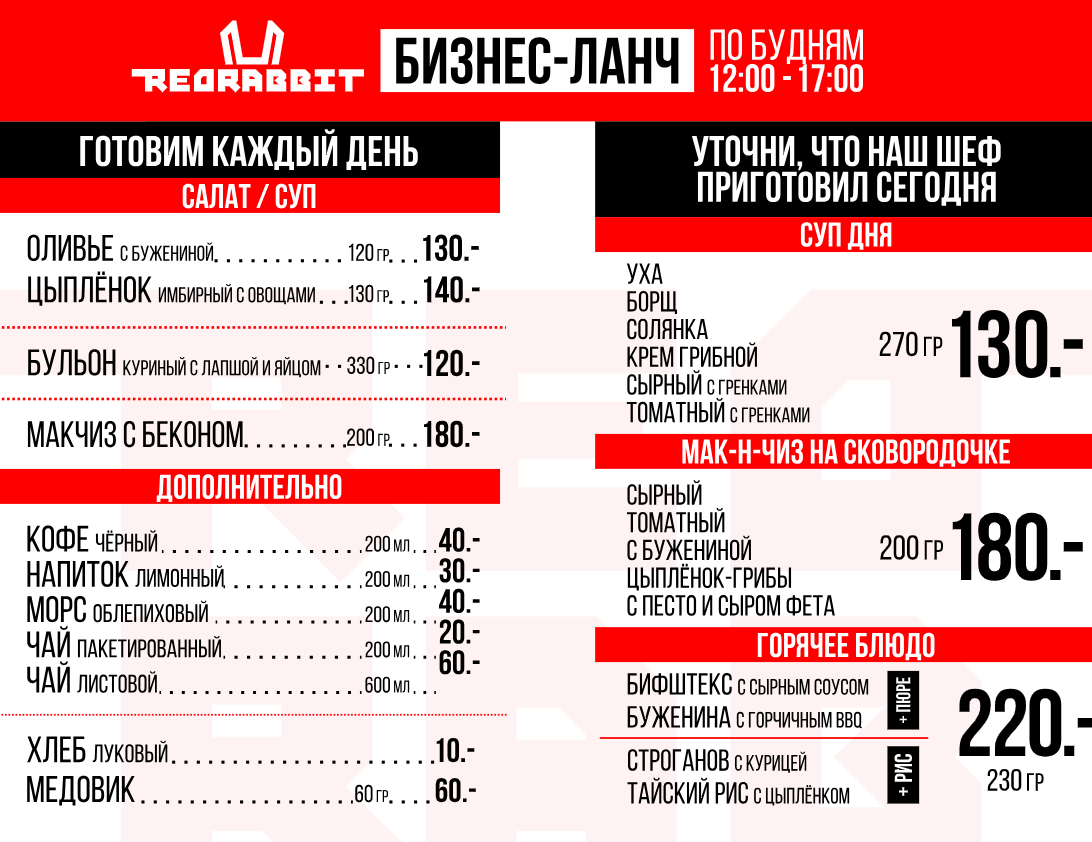 REDRABBIT
БИЗНЕС-ЛАНЧ
ПО БУДНЯМ
12:00 - 17:00
ГОТОВИМ КАЖДЫЙ ДЕНЬ
САЛАТ / СУП
ОЛИВЬЕ С БУЖЕНИНОЙ. . . . . . . . . . . 120 ГР. . . 130.-
ЦЫПЛЁНОК ИМБИРНЫЙ С ОВОЩАМИ . . .130 ГР. . . 140.-
БУЛЬОН КУРИНЫЙ С ЛАПШОЙ И ЯЙЦОМ · · 330 ГР · · · 120.-
МАКЧИЗ С БЕКОНОМ. . . . . . . . .200 ГР. . . 180.-
ДОПОЛНИТЕЛЬНО
КОФЕ ЧЁРНЫЙ. . . . . . . . . . . . . . . . . 200 МЛ . . . 40.-
НАПИТОК ЛИМОННЫЙ. . . . . . . . . . . . 200 МЛ . . . 30.-
МОРС ОБЛЕПИХОВЫЙ . . . . . . . . . . . . . 200 МЛ . . . 40.-
ЧАЙ ПАКЕТИРОВАННЫЙ. . . . . . . . . . . . 200 МЛ . . . 20.-
ЧАЙ ЛИСТОВОЙ. . . . . . . . . . . . . . . . . 600 МЛ . . . 60.-
ХЛЕБ ЛУКОВЫЙ. . . . . . . . . . . . . . . . . . . . . . 10.-
МЕДОВИК . . . . . . . . . . . . . . . . . .60 ГР. . . . 60.-
УТОЧНИ, ЧТО НАШ ШЕФ
ПРИГОТОВИЛ СЕГОДНЯ
СУП ДНЯ
УХА
БОРЩ
СОЛЯНКА
КРЕМ ГРИБНОЙ
СЫРНЫЙ С ГРЕНКАМИ
ТОМАТНЫЙ С ГРЕНКАМИ
270 ГР 130.-
МАК-Н-ЧИЗ НА СКОВОРОДОЧКЕ
СЫРНЫЙ
ТОМАТНЫЙ
С БУЖЕНИНОЙ
ЦЫПЛЁНОК-ГРИБЫ
С ПЕСТО И СЫРОМ ФЕТА
200 ГР 180.-
ГОРЯЧЕЕ БЛЮДО
БИФШТЕКС С СЫРНЫМ СОУСОМ
БУЖЕНИНА С ГОРЧИЧНЫМ BBQ
+ ПЮРЕ
СТРОГАНОВ С КУРИЦЕЙ
ТАЙСКИЙ РИС С ЦЫПЛЁНКОМ
+ РИС
220.-
230 ГР